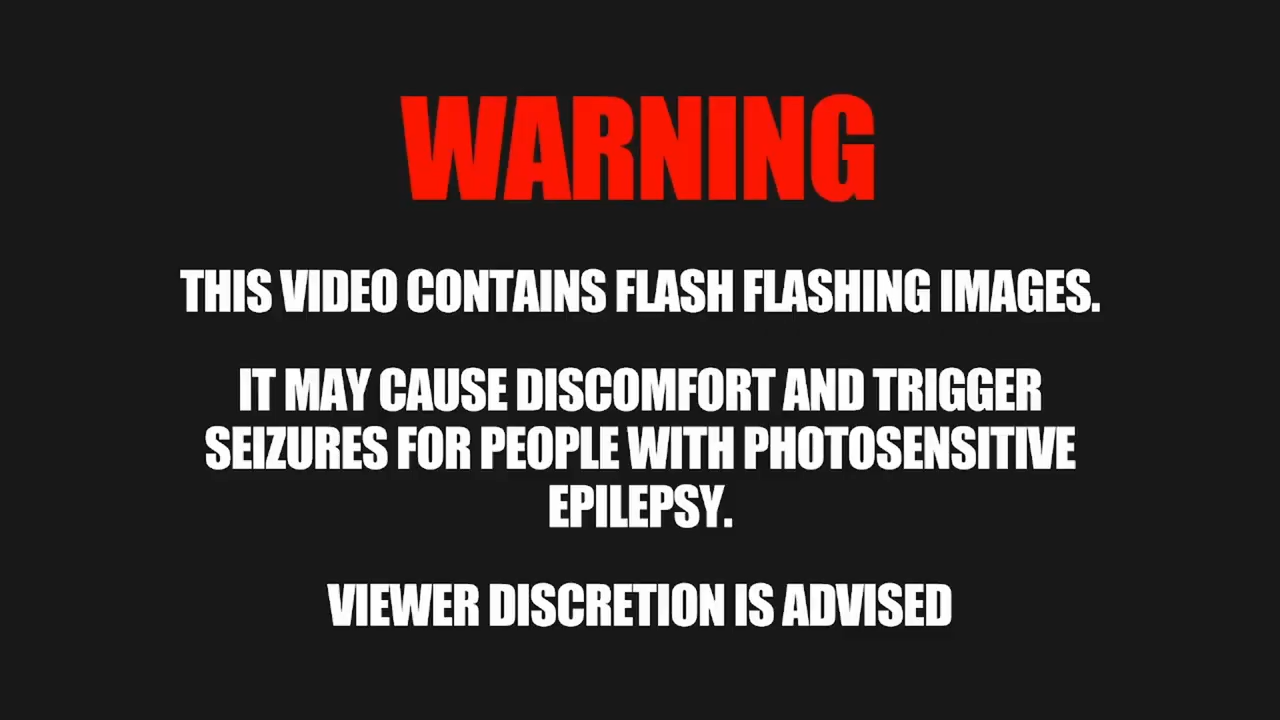 WARNING
THIS VIDEO CONTAINS FLASH FLASHING IMAGES.
IT MAY CAUSE DISCOMFORT AND TRIGGER
SEIZURES FOR PEOPLE WITH PHOTOSENSITIVE
EPILEPSY.
VIEWER DISCRETION IS ADVISED